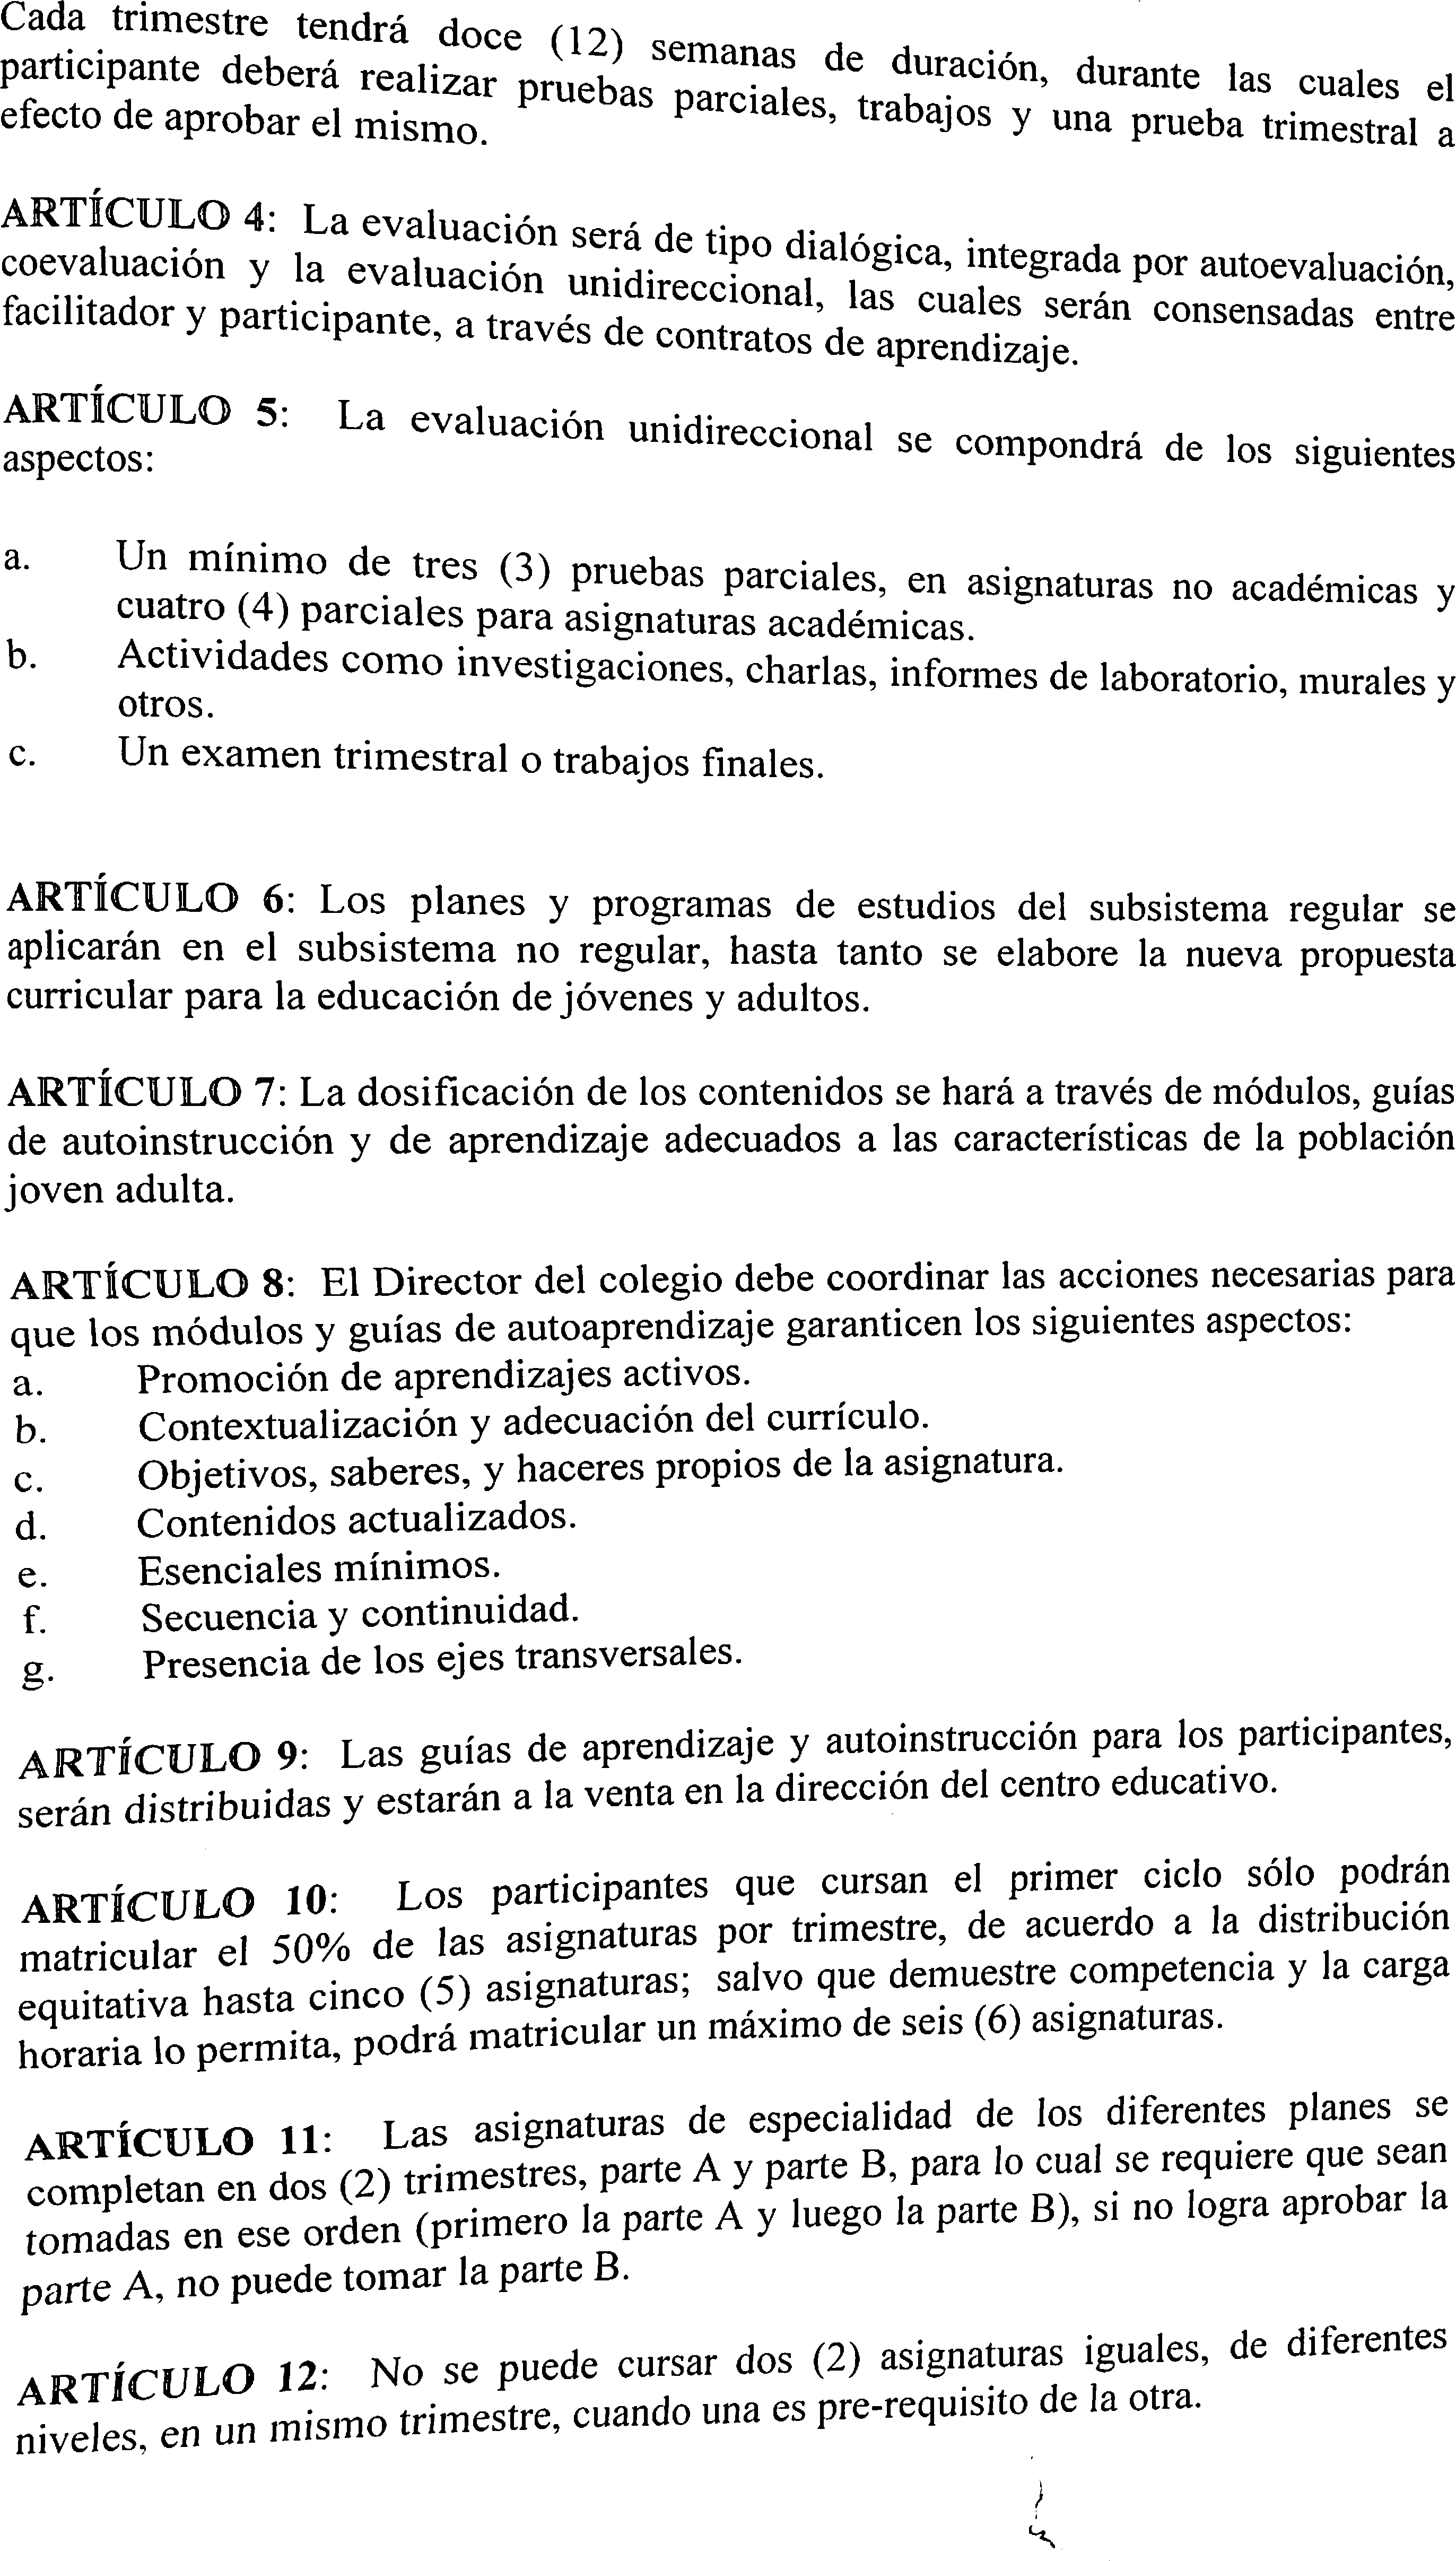 Cada trimestre tendrá doce (12) semanas de duración, durante las cuales el
participante deberá realizar pruebas parciales, trabajos y una prueba trimestral a
efecto de aprobar el mismo.
ARTÍCULO 4: La evaluación será de tipo dialógica, integrada por autoevaluación,
coevaluación y la evaluación unidireccional, las cuales serán consensadas entre
facilitador y participante, a través de contratos de aprendizaje.
ARTÍCULO 5: La evaluación unidireccional se compondrá de los siguientes
aspectos:
a. Un mínimo de tres (3) pruebas parciales, en asignaturas no académicas y
cuatro (4) parciales para asignaturas académicas.
b. Actividades como investigaciones, charlas, informes de laboratorio, murales y
otros.
c. Un examen trimestral o trabajos finales.
ARTÍCULO 6: Los planes y programas de estudios del subsistema regular se
aplicarán en el subsistema no regular, hasta tanto se elabore la nueva propuesta
curricular para la educación de jóvenes y adultos.
ARTÍCULO 7: La dosificación de los contenidos se hará a través de módulos, guías
de autoinstrucción y de aprendizaje adecuados a las características de la población
joven adulta.
ARTÍCULO 8: El Director del colegio debe coordinar las acciones necesarias para
que los módulos y guías de autoaprendizaje garanticen los siguientes aspectos:
a. Promoción de aprendizajes activos.
b. Contextualización y adecuación del currículo.
c. Objetivos, saberes, y haceres propios de la asignatura.
d. Contenidos actualizados.
e. Esenciales mínimos.
f. Secuencia y continuidad.
g. Presencia de los ejes transversales.
ARTÍCULO 9: Las guías de aprendizaje y autoinstrucción para los participantes,
serán distribuidas y estarán a la venta en la dirección del centro educativo.
ARTÍCULO 10: Los participantes que cursan el primer ciclo sólo podrán
matricular el 50% de las asignaturas por trimestre, de acuerdo a la distribución
equitativa hasta cinco (5) asignaturas; salvo que demuestre competencia y la carga
horaria lo permita, podrá matricular un máximo de seis (6) asignaturas.
ARTÍCULO 11: Las asignaturas de especialidad de los diferentes planes se
completan en dos (2) trimestres, parte A y parte B, para lo cual se requiere que sean
tomadas en ese orden (primero la parte A y luego la parte B), si no logra aprobar la
parte A, no puede tomar la parte B.
ARTÍCULO 12: No se puede cursar dos (2) asignaturas iguales, de diferentes
niveles, en un mismo trimestre, cuando una es pre-requisito de la otra.